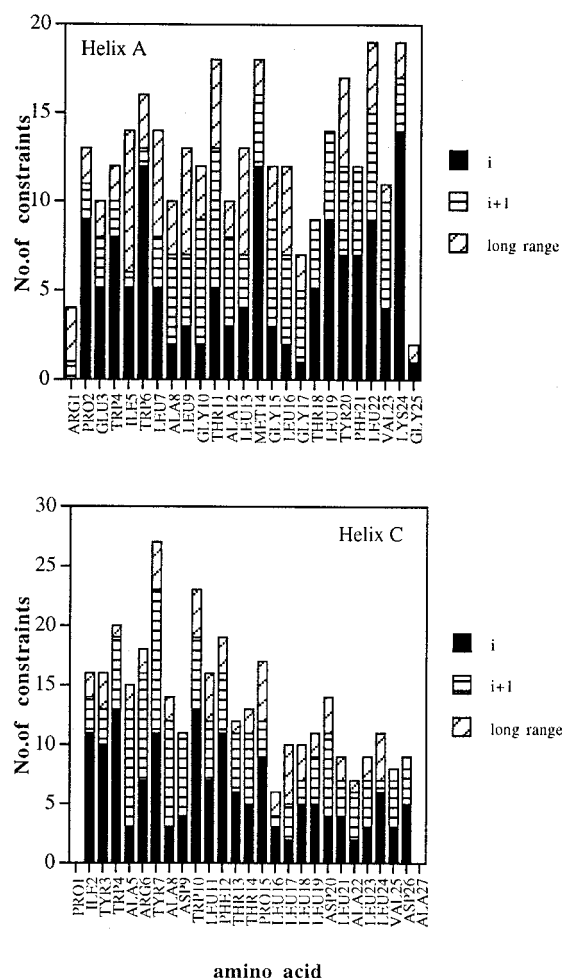 Helix A
No.of constraints
20
15
10
5
0
i
i+1
long range
ARG1
PRO2
GLU3
TRP4
ILE5
TRP6
LEU7
ALA8
LEU9
GLY10
THR11
ALA12
LEU13
MET14
GLY15
LEU16
GLY17
THR18
LEU19
TYR20
PHE21
LEU22
VAL23
LYS24
GLY25
Helix C
No.of constraints
30
25
20
15
10
5
0
i
i+1
long range
PRO1
ILE2
TYR3
TRP4
ALA5
ARG6
TYR7
ALA8
ASP9
TRP10
LEU11
PHE12
THR13
THR14
PRO15
LEU16
LEU17
LEU18
LEU19
ASP20
LEU21
ALA22
LEU23
LEU24
VAL25
ASP26
ALA27
amino acid